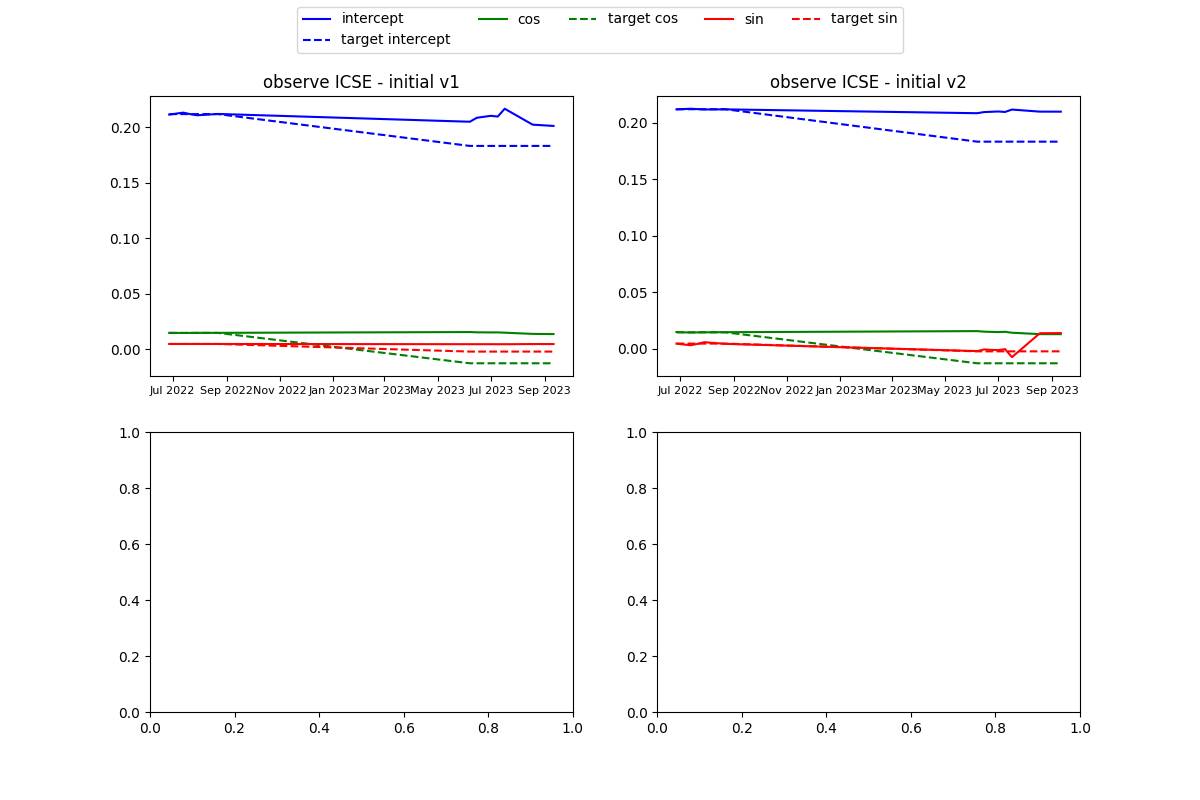 intercept cos target cos sin target sin
target intercept
observe ICSE - initial v1 observe ICSE - initial v2
0.20 0.20
0.15 0.15
0.10 0.10
0.05 0.05
0.00 0.00
Jul 2022 Sep 2022 Nov 2022 Jan 2023 Mar 2023 May 2023 Jul 2023 Sep 2023 Jul 2022 Sep 2022 Nov 2022 Jan 2023 Mar 2023 May 2023 Jul 2023 Sep 2023
1.0 1.0
0.8 0.8
0.6 0.6
0.4 0.4
0.2 0.2
0.0 0.0
0.0 0.2 0.4 0.6 0.8 1.0 0.0 0.2 0.4 0.6 0.8 1.0